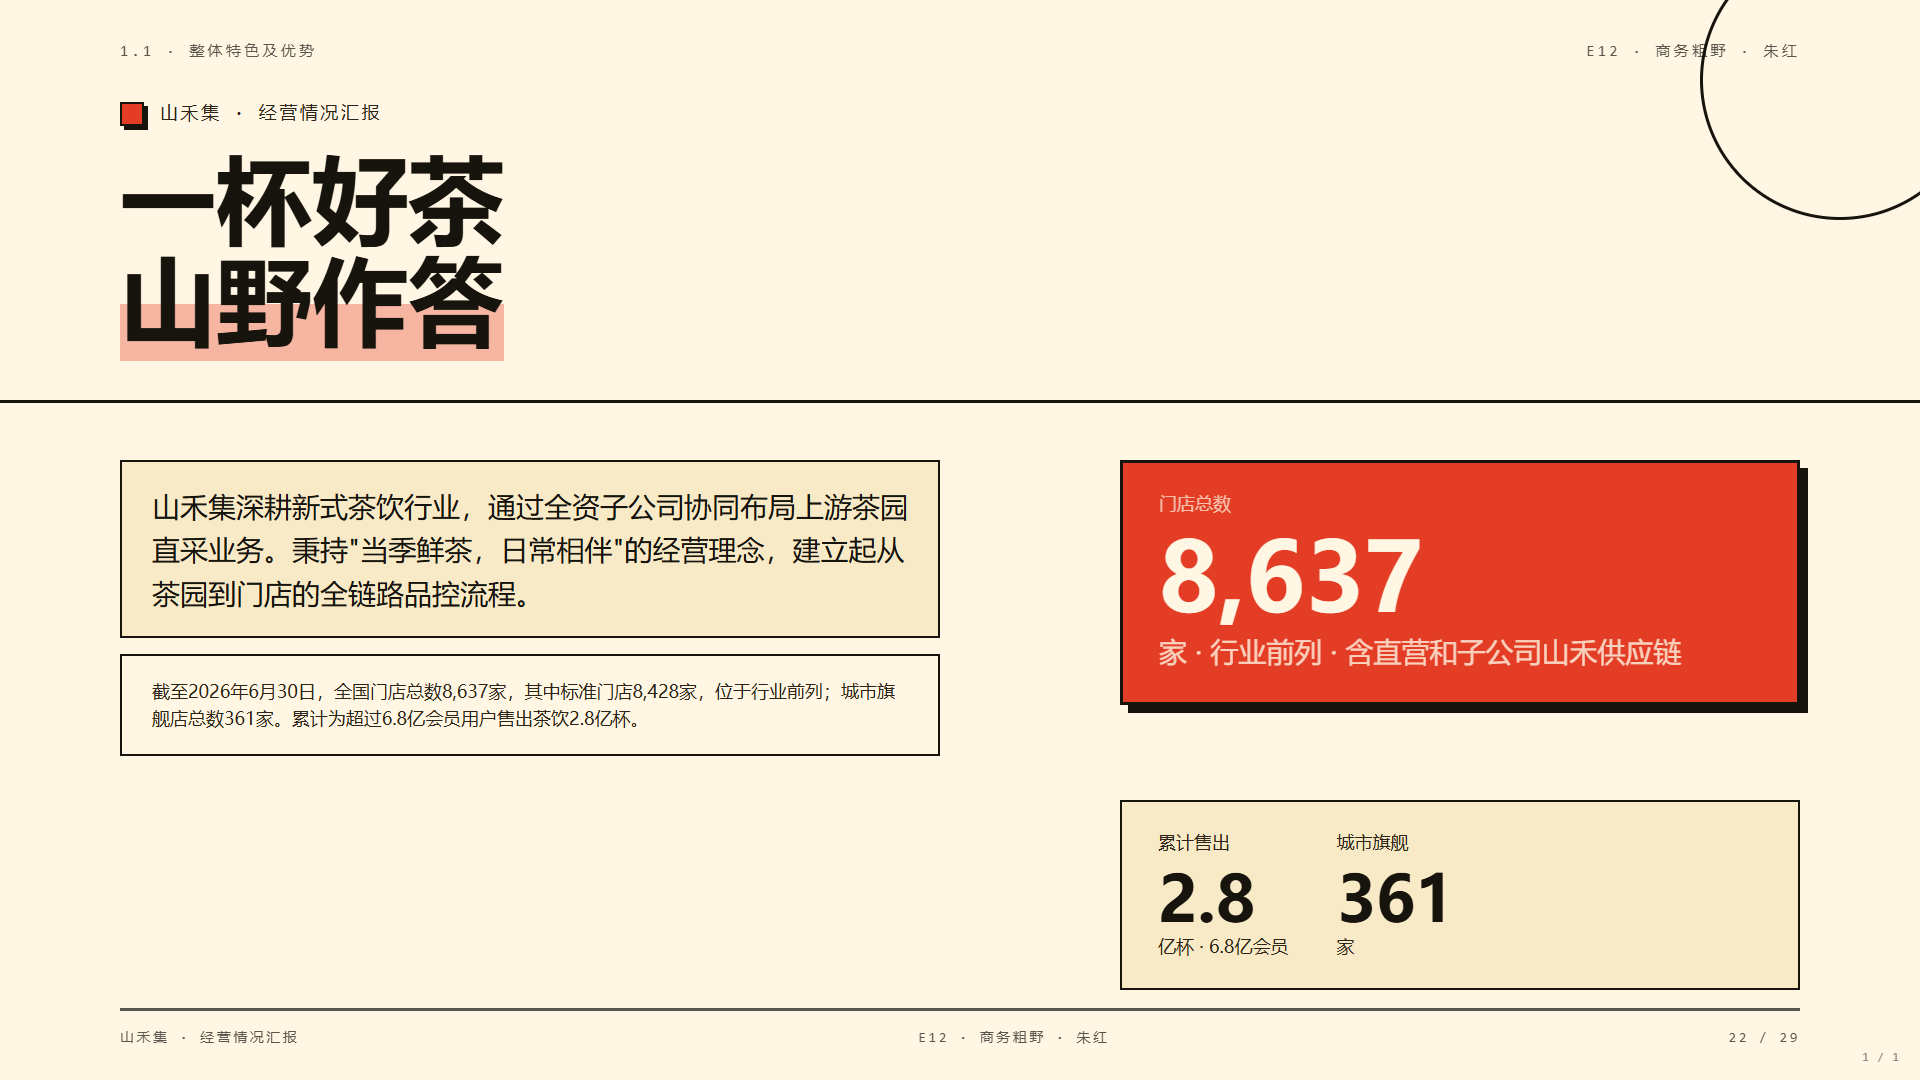 1.1 · 整体特色及优势
E12 · 商务粗野 · 朱红
山禾集 · 经营情况汇报
一杯好茶
山野作答
山禾集深耕新式茶饮行业，通过全资子公司协同布局上游茶园
直采业务。秉持"当季鲜茶，日常相伴"的经营理念，建立起从
茶园到门店的全链路品控流程。
截至2026年6月30日，全国门店总数8,637家，其中标准门店8,428家，位于行业前列；城市旗
舰店总数361家。累计为超过6.8亿会员用户售出茶饮2.8亿杯。
门店总数
8,637
家 · 行业前列 · 含直营和子公司山禾供应链
累计售出
2.8
亿杯 · 6.8亿会员
城市旗舰
361
家
山禾集 · 经营情况汇报
E12 · 商务粗野 · 朱红
22 / 29
1 / 1